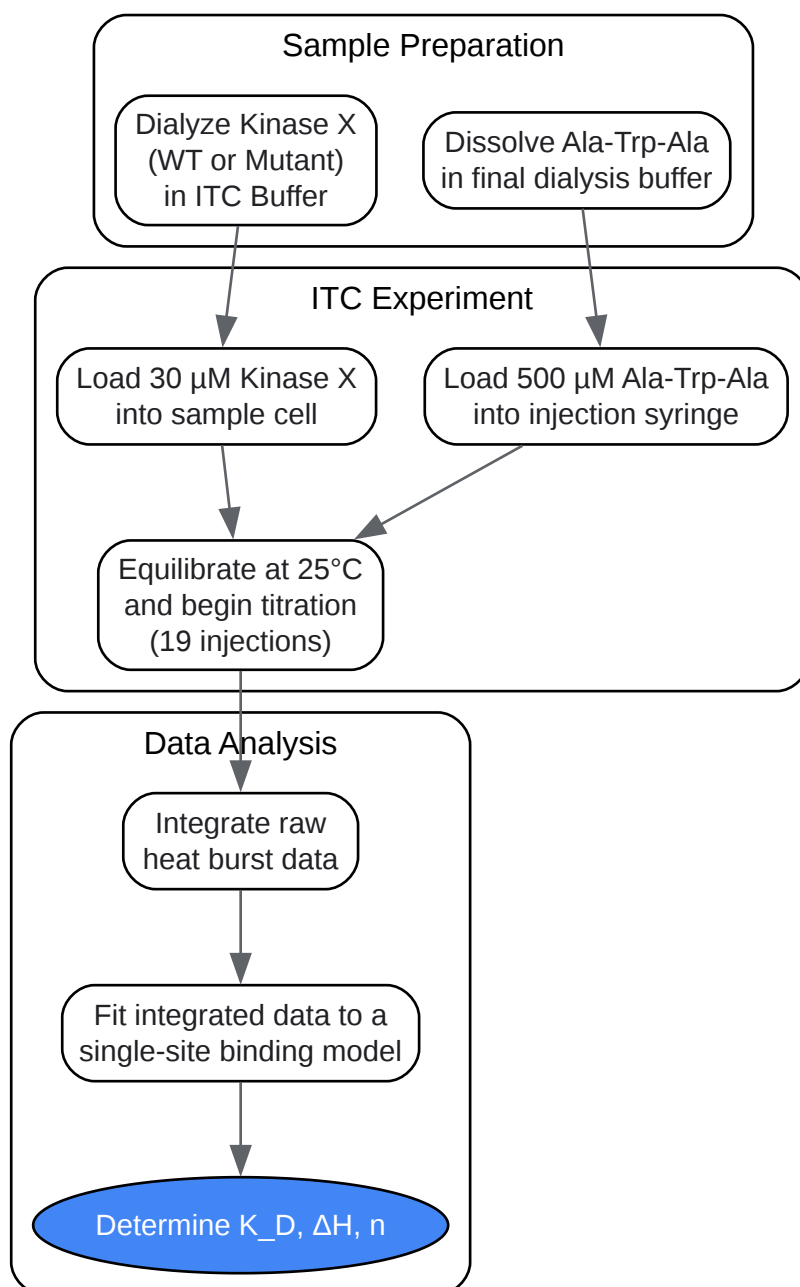 Sample Preparation
Dialyze Kinase X
(WT or Mutant)
in ITC Buffer
Dissolve Ala-Trp-Ala
in final dialysis buffer
ITC Experiment
Load 30 µM Kinase X
into sample cell
Load 500 µM Ala-Trp-Ala
into injection syringe
Equilibrate at 25°C
and begin titration
(19 injections)
Data Analysis
Integrate raw
heat burst data
Fit integrated data to a
single-site binding model
Determine K_D, ΔH, n